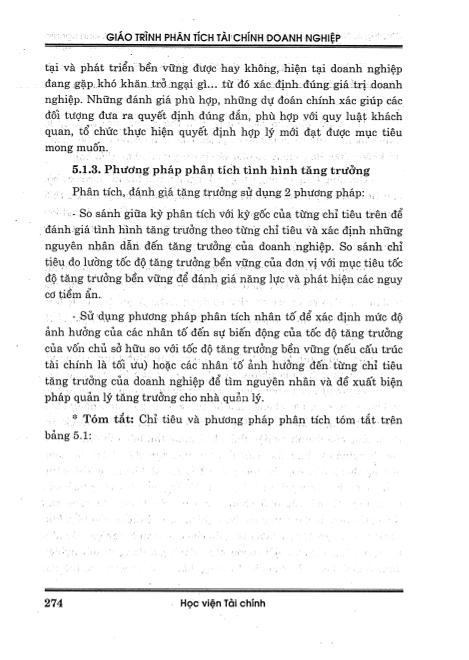 GIÁO TRÌNH PHÂN TÍCH TÀI CHÍNH DOANH NGHIỆP
tại và phát triển bền vững được hay không, hiện tại doanh nghiệp
đang gặp khó khăn trở ngại gì... từ đó xác định đúng giá trị doanh
nghiệp. Những đánh giá phù hợp, những dự đoán chính xác giúp các
đối tượng đưa ra quyết định đúng đắn, phù hợp với quy luật khách
quan, tổ chức thực hiện quyết định hợp lý mới đạt được mục tiêu
mong muốn.
5.1.3. Phương pháp phân tích tình hình tăng trưởng
Phân tích, đánh giá tăng trưởng sử dụng 2 phương pháp:
- So sánh giữa kỳ phân tích với kỳ gốc của từng chỉ tiêu trên để
đánh giá tình hình tăng trưởng theo từng chỉ tiêu và xác định những
nguyên nhân dẫn đến tăng trưởng của doanh nghiệp. So sánh chỉ
tiêu đo lường tốc độ tăng trưởng bền vững của đơn vị với mục tiêu tốc
độ tăng trưởng bền vững để đánh giá năng lực và phát hiện các nguy
cơ tiềm ẩn.
- Sử dụng phương pháp phân tích nhân tố để xác định mức độ
ảnh hưởng của các nhân tố đến sự biến động của tốc độ tăng trưởng
của vốn chủ sở hữu so với tốc độ tăng trưởng bền vững (nếu cấu trúc
tài chính là tối ưu) hoặc các nhân tố ảnh hưởng đến từng chỉ tiêu
tăng trưởng của doanh nghiệp để tìm nguyên nhân và đề xuất biện
pháp quản lý tăng trưởng cho nhà quản lý.
* Tóm tắt: Chỉ tiêu và phương pháp phân tích tóm tắt trên
bảng 5.1:
274 Học viện Tài chính